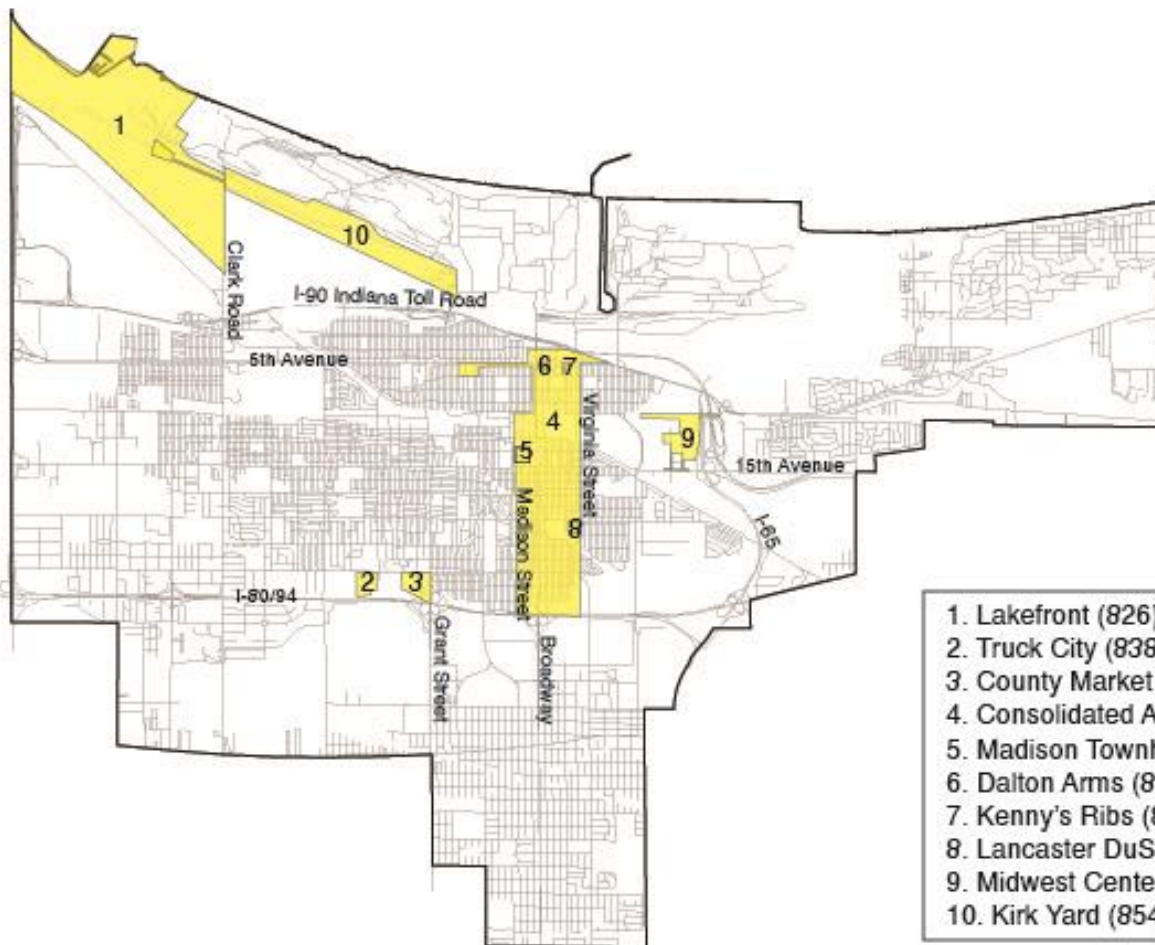 1
10
Clark Road
I-90 Indiana Toll Road
5th Avenue
6
7
4
Virginia Street
5
9
15th Avenue
Madison Street
8
I-65
2
3
I-80/94
Grant Street
Broadway
1. Lakefront (826)
2. Truck City (838
3. County Market
4. Consolidated A
5. Madison Townh
6. Dalton Arms (8
7. Kenny's Ribs (8
8. Lancaster DuS
9. Midwest Cente
10. Kirk Yard (854